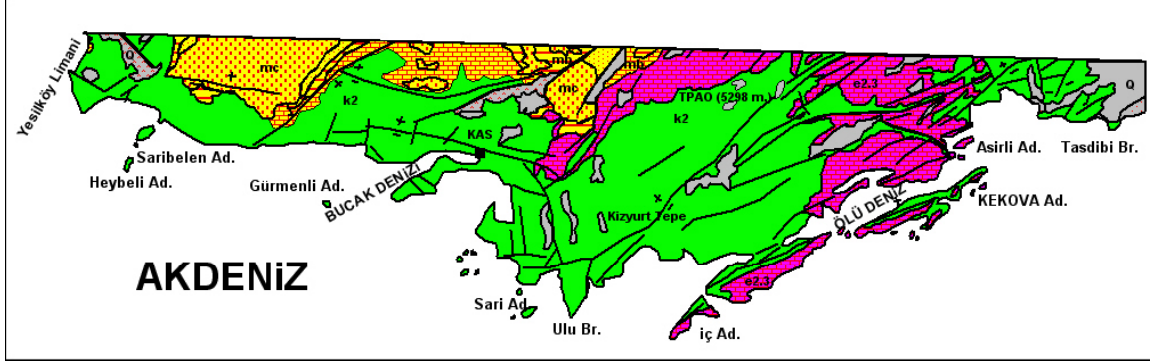 Yesilköy Limani
Q
mc
mb
mb
mc
k2
TPAO (5298 m.)
k2
e2.3
Q
KAS
Saribelen Ad.
Heybeli Ad.
Gürmenli Ad.
BUCAK DENIZI
Asirli Ad.
Tasdibi Br.
KEKOVA Ad.
ÖLÜ DENIZ
Kizyurt Tepe
AKDENiZ
e2.3
Sari Ad.
Ulu Br.
iç Ad.